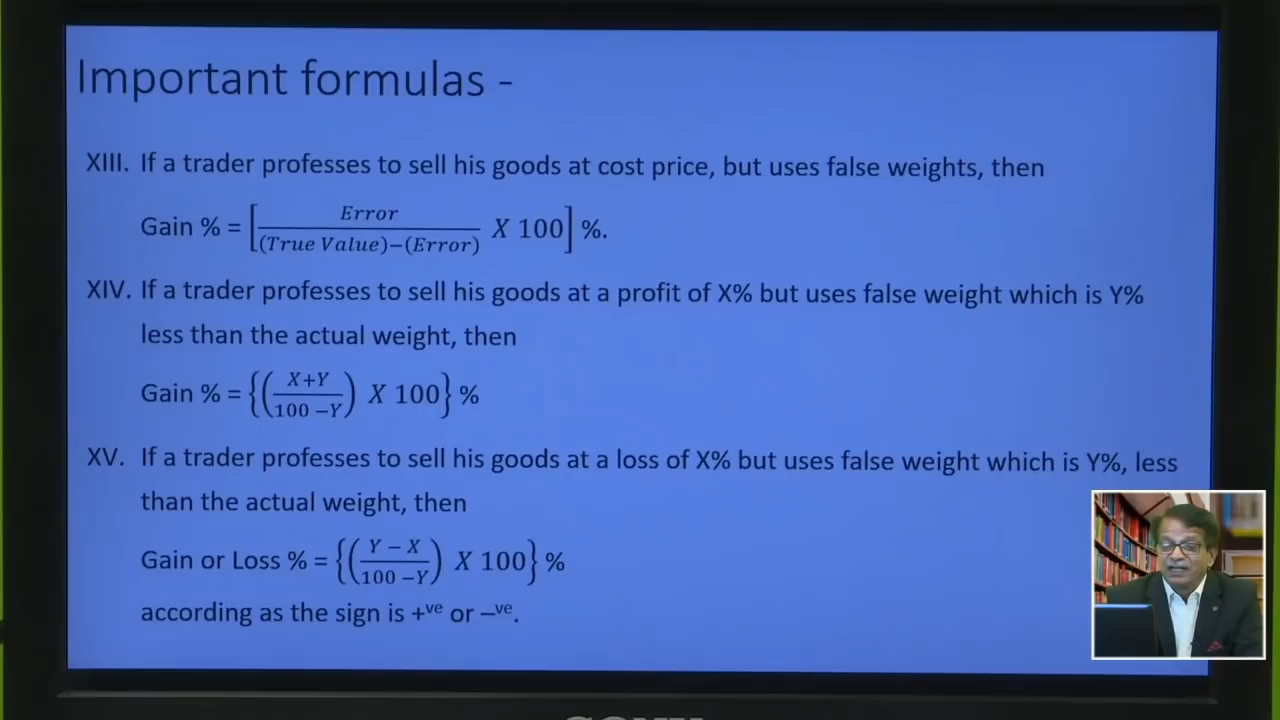 Important formulas -
XIII. If a trader professes to sell his goods at cost price, but uses false weights, then
Gain % = [Error / (True Value)−(Error) X 100] %.
XIV. If a trader professes to sell his goods at a profit of X% but uses false weight which is Y%
less than the actual weight, then
Gain % = {(X+Y / 100 −Y) X 100} %
XV. If a trader professes to sell his goods at a loss of X% but uses false weight which is Y%, less
than the actual weight, then
Gain or Loss % = {(Y − X / 100 −Y) X 100} %
according as the sign is +ve or −ve.